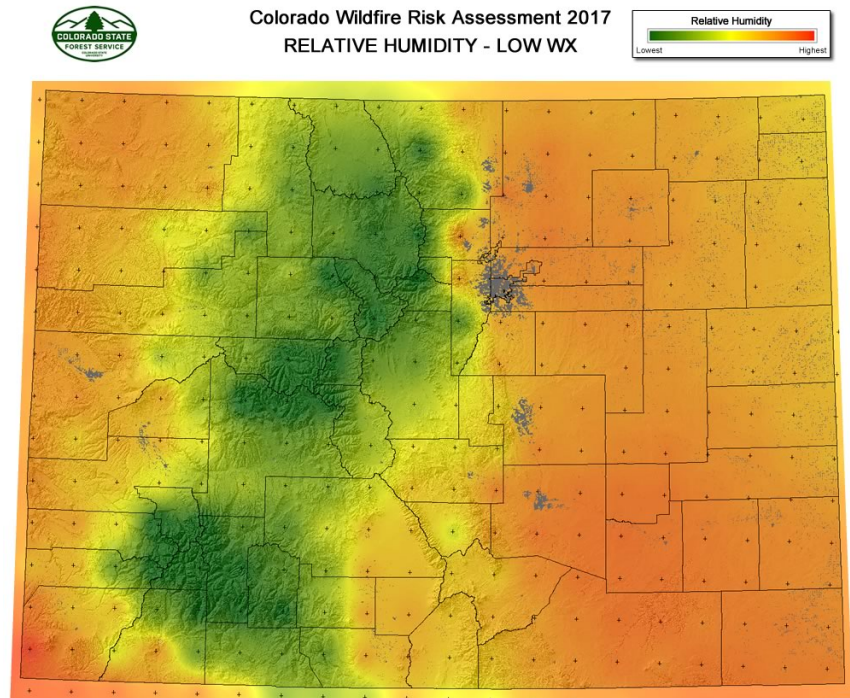 COLORADO STATE
FOREST SERVICE
Colorado Wildfire Risk Assessment 2017
RELATIVE HUMIDITY - LOW WX
Relative Humidity
Lowest
Highest